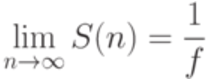 lim n→∞ S(n) = 1/f